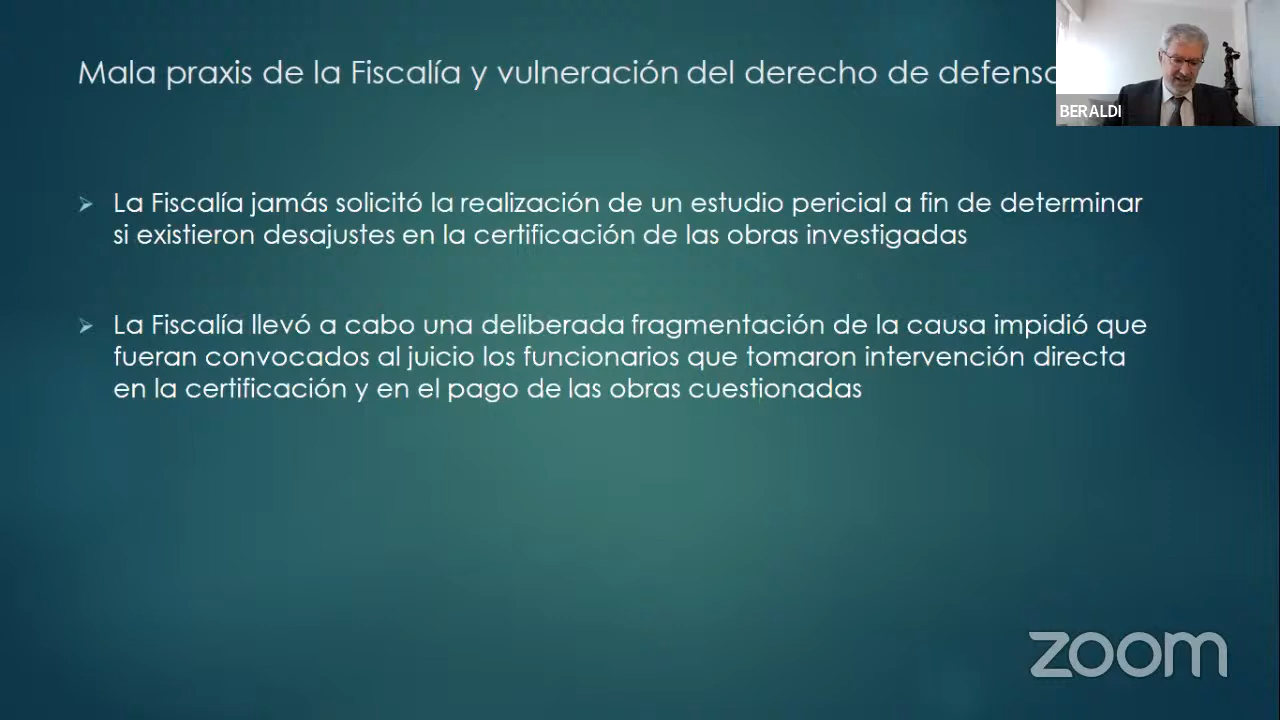 Mala praxis de la Fiscalía y vulneración del derecho de defensa
BERALDI
La Fiscalía jamás solicitó la realización de un estudio pericial a fin de determinar
si existieron desajustes en la certificación de las obras investigadas
La Fiscalía llevó a cabo una deliberada fragmentación de la causa impidió que
fueran convocados al juicio los funcionarios que tomaron intervención directa
en la certificación y en el pago de las obras cuestionadas
zoom